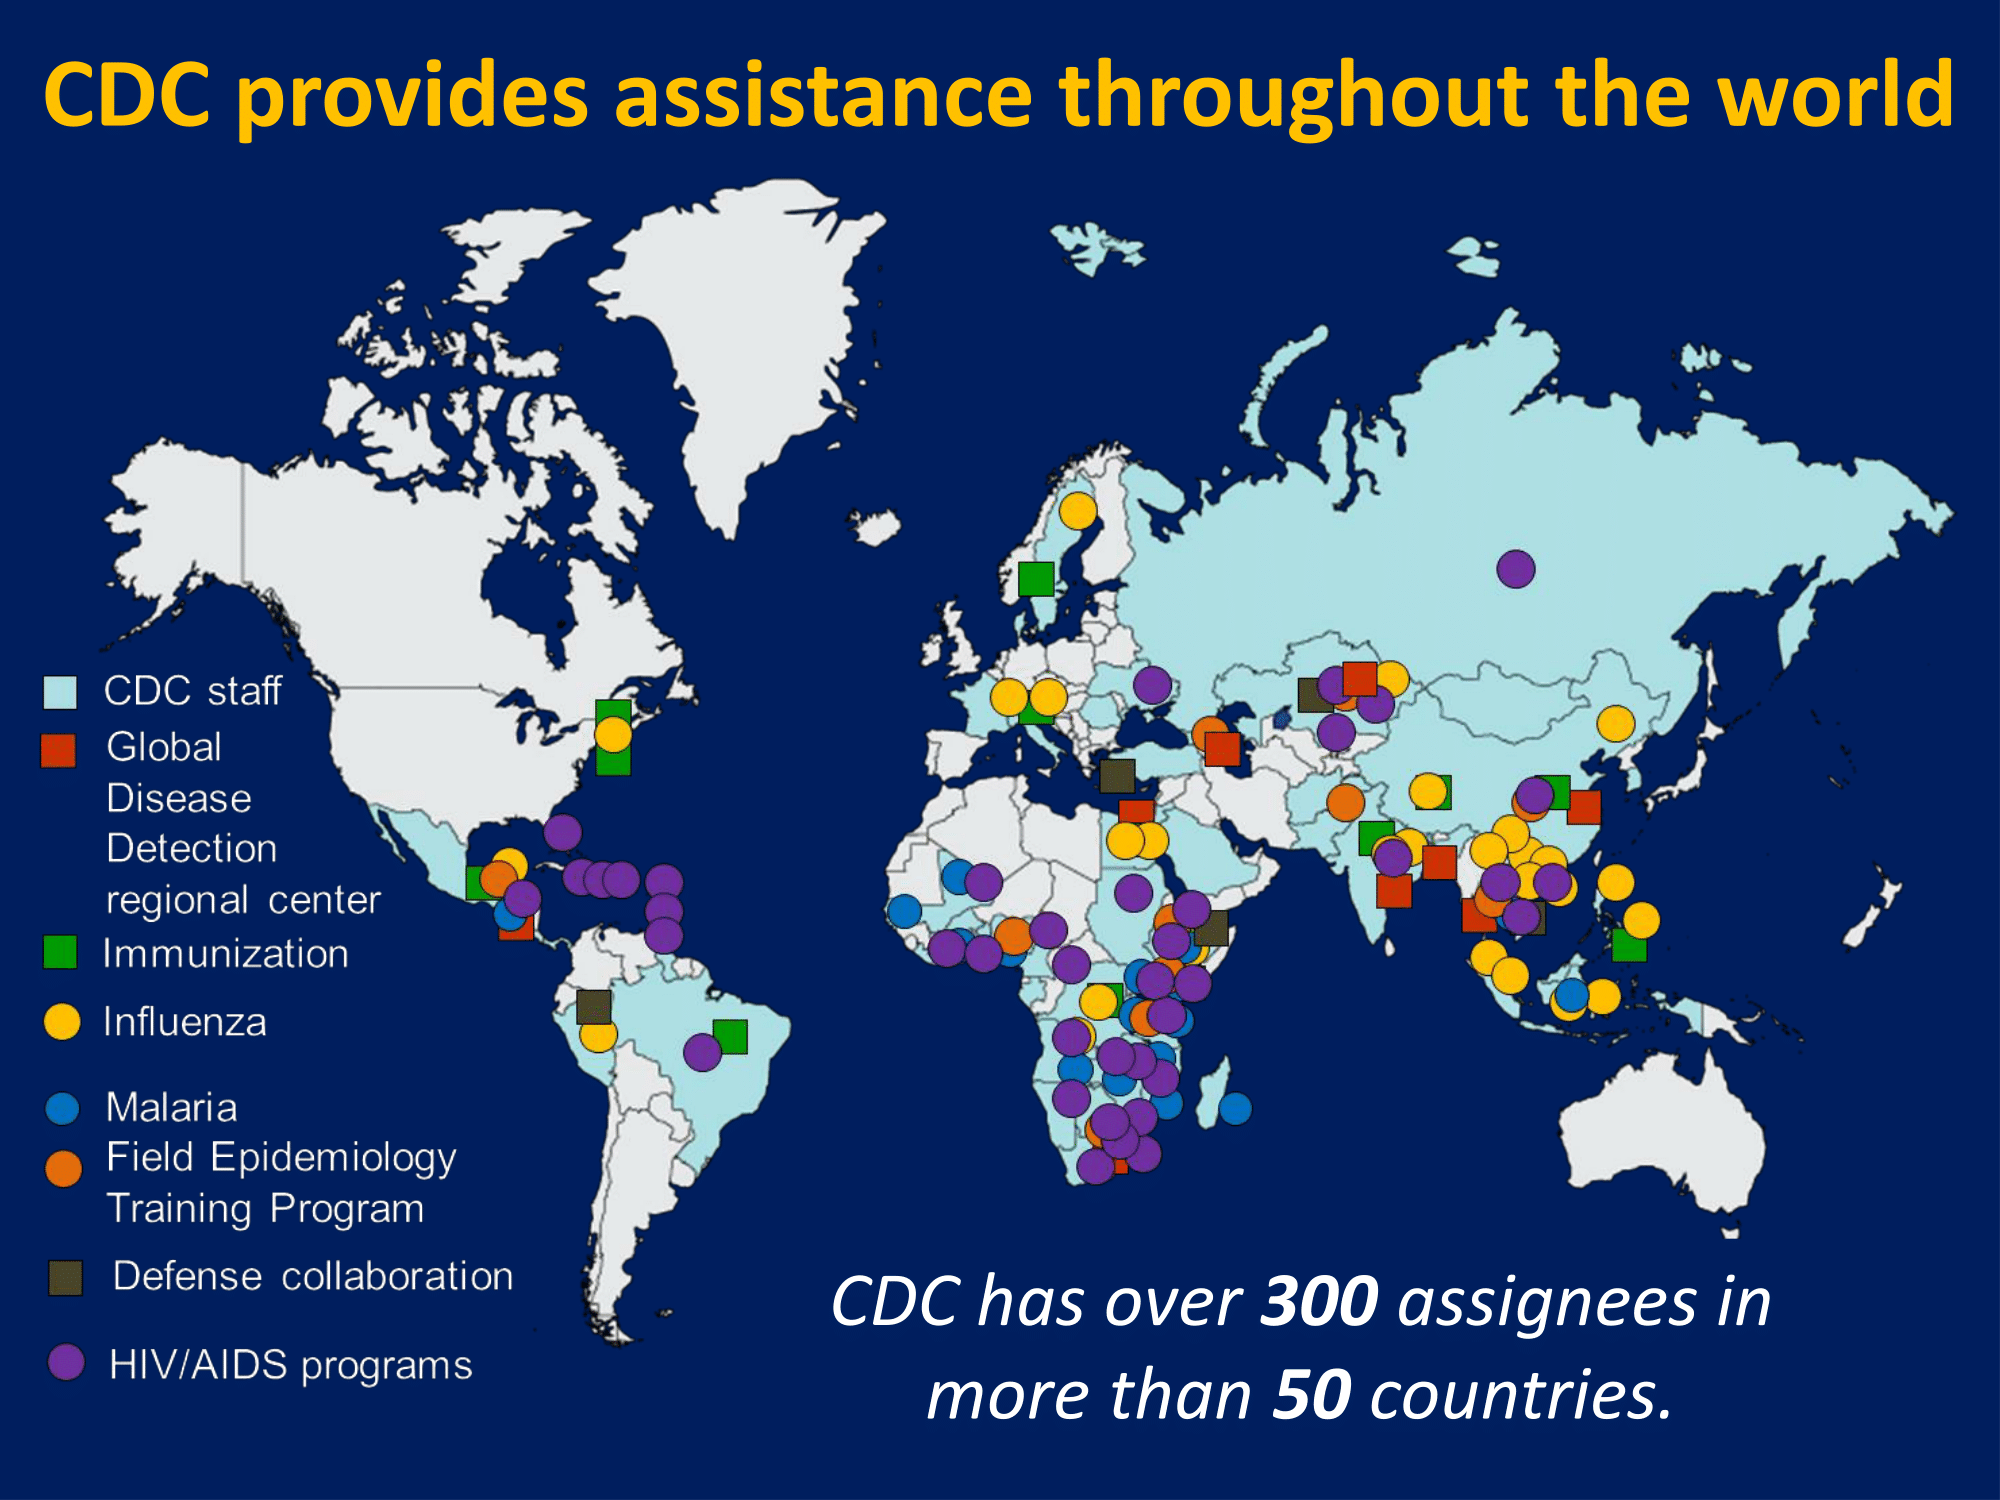 CDC provides assistance throughout the world
CDC staff
Global
Disease
Detection
regional center
Immunization
Influenza
Malaria
Field Epidemiology
Training Program
Defense collaboration
HIV/AIDS programs
CDC has over 300 assignees in
more than 50 countries.